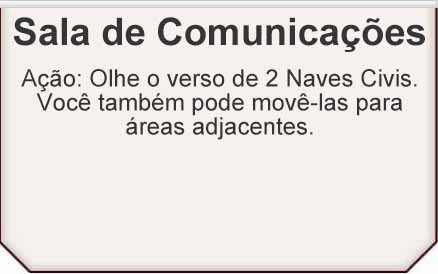 Sala de Comunicações
Ação: Olhe o verso de 2 Naves Civis.
Você também pode movê-las para
áreas adjacentes.